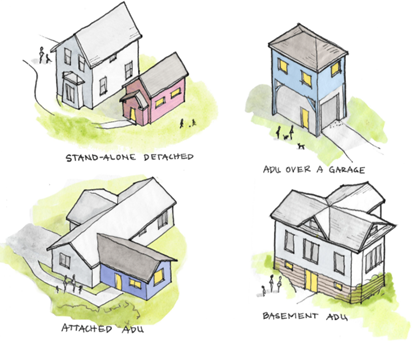 STAND-ALONE DETACHED
ADU OVER A GARAGE
ATTACHED ADU
BASEMENT ADU